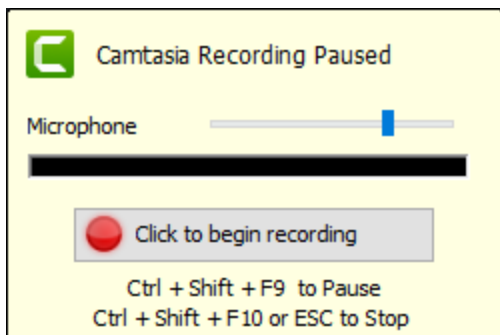 Camtasia Recording Paused
Microphone
Click to begin recording
Ctrl + Shift + F9 to Pause
Ctrl + Shift + F10 or ESC to Stop